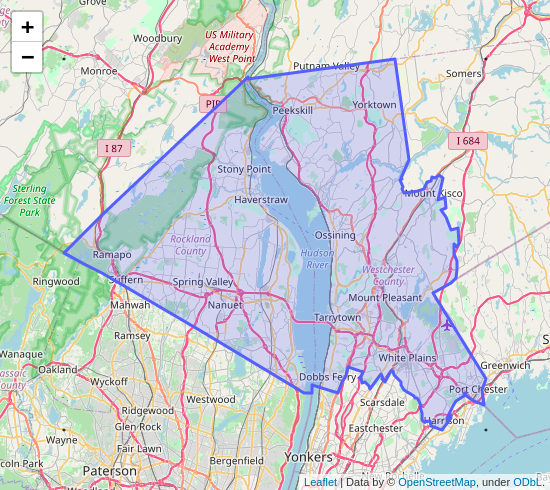 Grove
+
−
US Military
Academy
- West Point
Woodbury
Monroe
Putnam Valley
Somers
PIP
Peekskill
Yorktown
I 684
I 87
Stony Point
Mount Kisco
Sterling
Forest State
Park
Haverstraw
Ossining
Rockland
County
Hudson
River
Ramapo
Westchester
County
Ringwood
Suffern
Spring Valley
Mount Pleasant
Mahwah
Nanuet
Tarrytown
Ramsey
Wanaque
White Plains
Greenwich
Oakland
Dobbs Ferry
Wyckoff
Port Chester
Westwood
Scarsdale
Ridgewood
Harrison
Glen Rock
Eastchester
Wayne
Fair Lawn
Yonkers
Bergenfield
Paterson
Leaflet | Data by © OpenStreetMap, under ODbL.